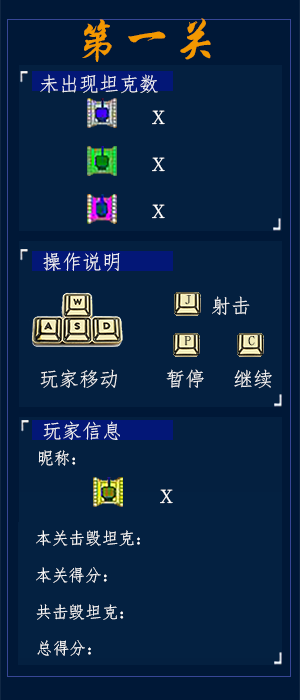 第一关
未出现坦克数
X
X
X
操作说明
W
A S D
J 射击
P C
玩家移动 暂停 继续
玩家信息
昵称:
X
本关击毁坦克:
本关得分:
共击毁坦克:
总得分: